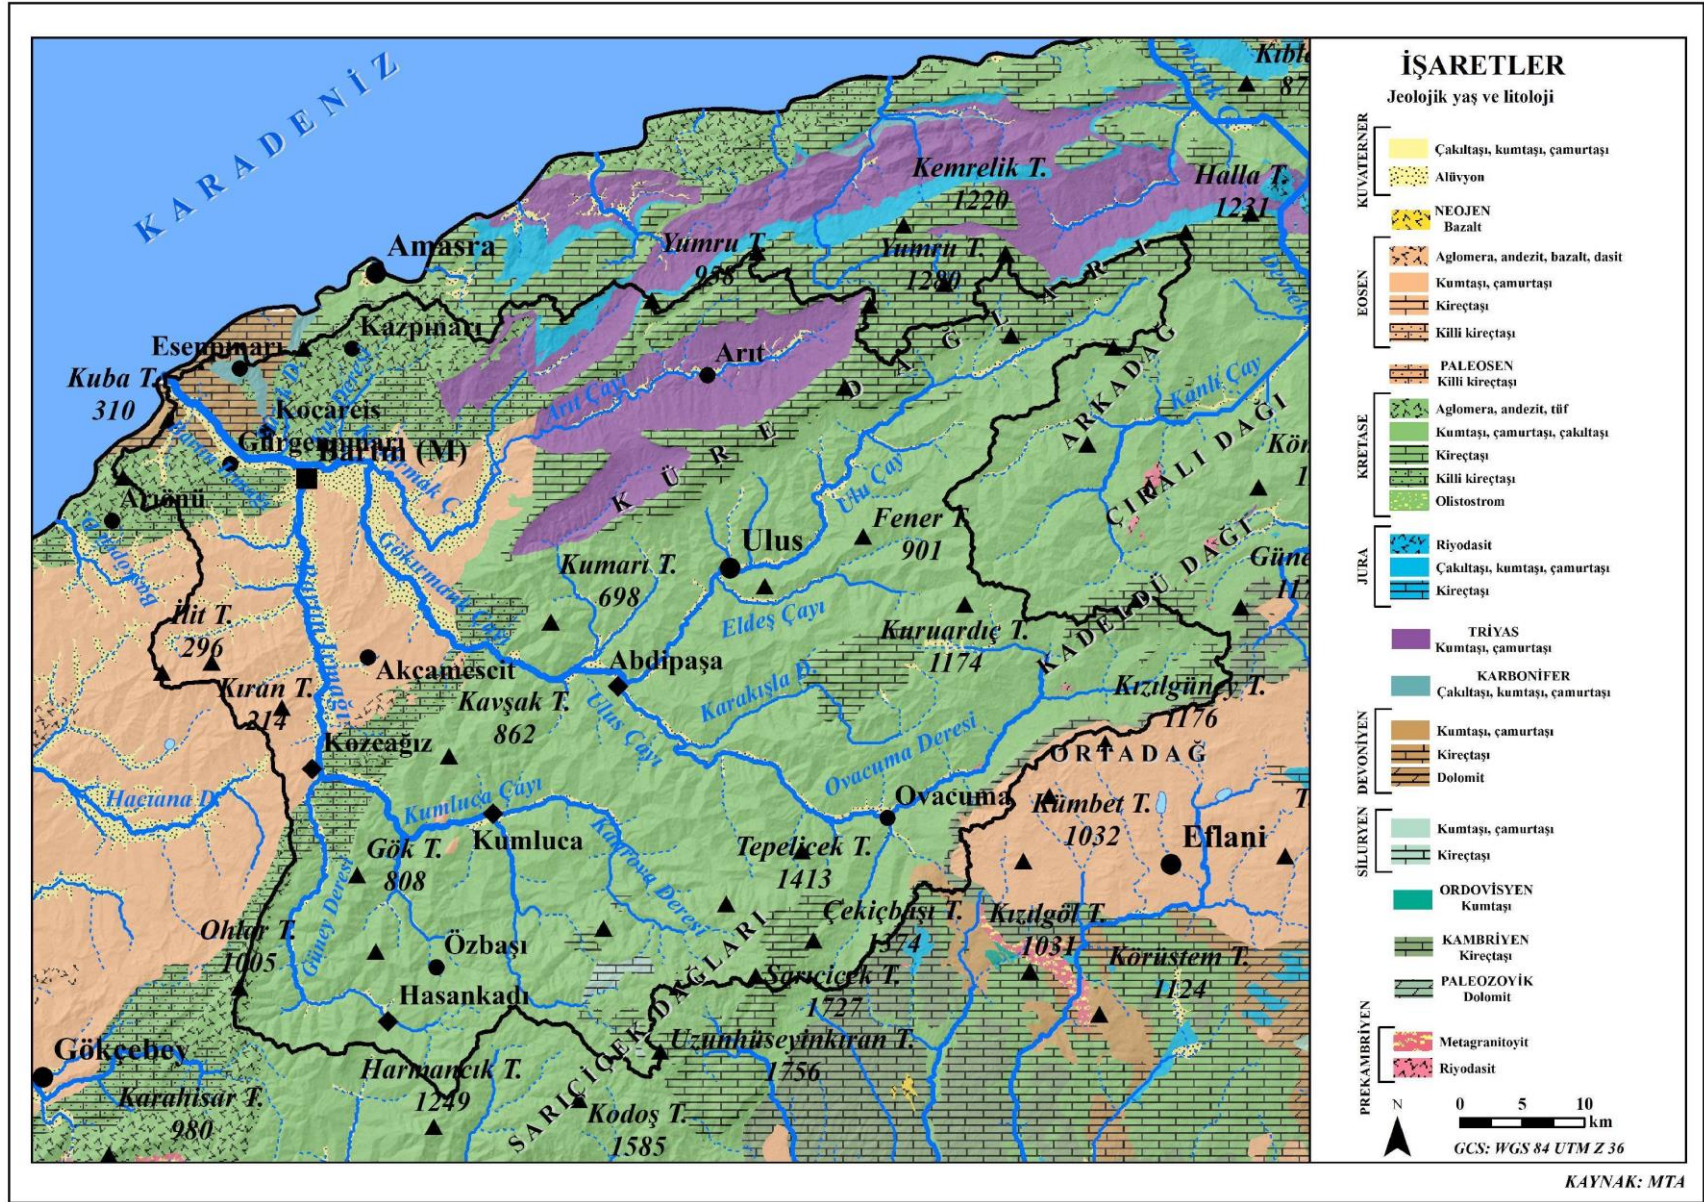 KARADENİZ
Kemrelik T.
1220
Halla T.
1231
Yumru T.
958
Yumru T.
1280
Amasra
Kazpınarı
Esenpınarı
Kuba T.
310
Kocareis
Gürgenpınarı
Bartın (M)
Arıönü
Arıt
Arıt Çayı
KÜRE DAĞLARI
ARKADAĞ
Kanlı Çay
ÇIRALI DAĞI
KADELDÜ DAĞI
Ulu Çay
Fener T.
901
Ulus
Kumari T.
698
Eldeş Çayı
Kuruardıç T.
1174
Gökırmak Çayı
İlit T.
296
Akçamescit
Kıran T.
214
Abdipaşa
Kavşak T.
862
Ulus Çayı
Karakışla D.
Kızılgüney T.
1176
Kozcağız
ORTADAĞ
Ovacuma Deresi
Ovacuma
Hacıana D.
Kumluca Çayı
Kumluca
Kümbet T.
1032
Eflani
Gök T.
808
Tepeliçek T.
1413
Güney Deresi
Ohlar T.
1005
Özbaşı
Çekiçbaşı T.
1374
Kızılgöl T.
1031
Hasankadı
Sarıçiçek T.
1727
Körüstem T.
1124
SARIÇİÇEK DAĞLARI
Uzunhüseyinkıran T.
1756
Gökçebey
Harmancık T.
1249
Karahisar T.
980
Kodoş T.
1585
İŞARETLER
Jeolojik yaş ve litoloji
KUVATERNER
Çakıltaşı, kumtaşı, çamurtaşı
Alüvyon
NEOJEN
Bazalt
EOSEN
Aglomera, andezit, bazalt, dasit
Kumtaşı, çamurtaşı
Kireçtaşı
Killi kireçtaşı
PALEOSEN
Killi kireçtaşı
KRETASE
Aglomera, andezit, tüf
Kumtaşı, çamurtaşı, çakıltaşı
Kireçtaşı
Killi kireçtaşı
Olistostrom
JURA
Riyodasit
Çakıltaşı, kumtaşı, çamurtaşı
Kireçtaşı
TRİYAS
Kumtaşı, çamurtaşı
KARBONİFER
Çakıltaşı, kumtaşı, çamurtaşı
DEVONİYEN
Kumtaşı, çamurtaşı
Kireçtaşı
Dolomit
SİLURYEN
Kumtaşı, çamurtaşı
Kireçtaşı
ORDOVİSYEN
Kumtaşı
KAMBRİYEN
Kireçtaşı
PALEOZOYİK
Dolomit
PREKAMBRİYEN
Metagranitoyit
Riyodasit
N
0 5 10
km
GCS: WGS 84 UTM Z 36
KAYNAK: MTA